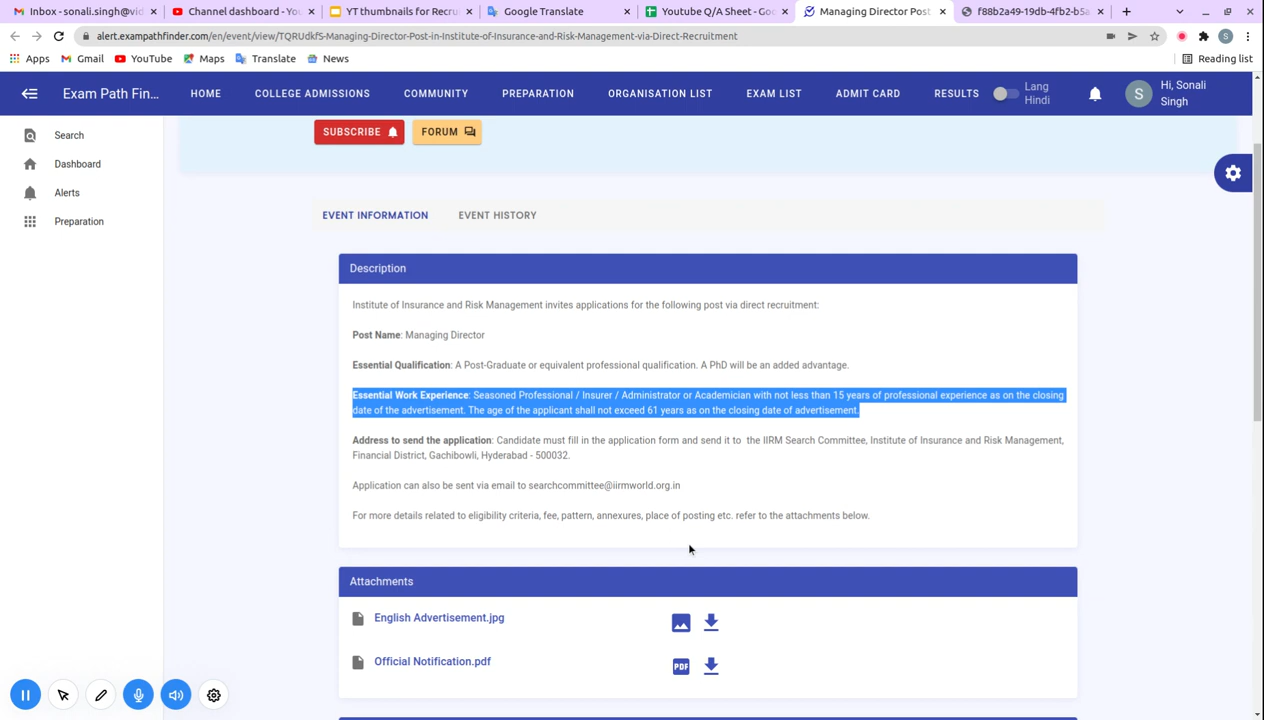 Inbox - sonali.singh@vid
Channel dashboard - You
YT thumbnails for Recru
Google Translate
Youtube Q/A Sheet - Goo
Managing Director Post
f88b2a49-19db-4fb2-b5a
alert.exampathfinder.com/en/event/view/TQRUdkfS-Managing-Director-Post-in-Institute-of-Insurance-and-Risk-Management-via-Direct-Recruitment
S
Apps
Gmail
YouTube
Maps
Translate
News
Reading list
Exam Path Fin...
HOME
COLLEGE ADMISSIONS
COMMUNITY
PREPARATION
ORGANISATION LIST
EXAM LIST
ADMIT CARD
RESULTS
Lang
Hindi
S
Hi, Sonali
Singh
Search
Dashboard
Alerts
Preparation
SUBSCRIBE
FORUM
EVENT INFORMATION
EVENT HISTORY
Description
Institute of Insurance and Risk Management invites applications for the following post via direct recruitment:
Post Name: Managing Director
Essential Qualification: A Post-Graduate or equivalent professional qualification. A PhD will be an added advantage.
Essential Work Experience: Seasoned Professional / Insurer / Administrator or Academician with not less than 15 years of professional experience as on the closing
date of the advertisement. The age of the applicant shall not exceed 61 years as on the closing date of advertisement.
Address to send the application: Candidate must fill in the application form and send it to the IIRM Search Committee, Institute of Insurance and Risk Management,
Financial District, Gachibowli, Hyderabad - 500032.
Application can also be sent via email to searchcommittee@iirmworld.org.in
For more details related to eligibility criteria, fee, pattern, annexures, place of posting etc. refer to the attachments below.
Attachments
English Advertisement.jpg
Official Notification.pdf
PDF